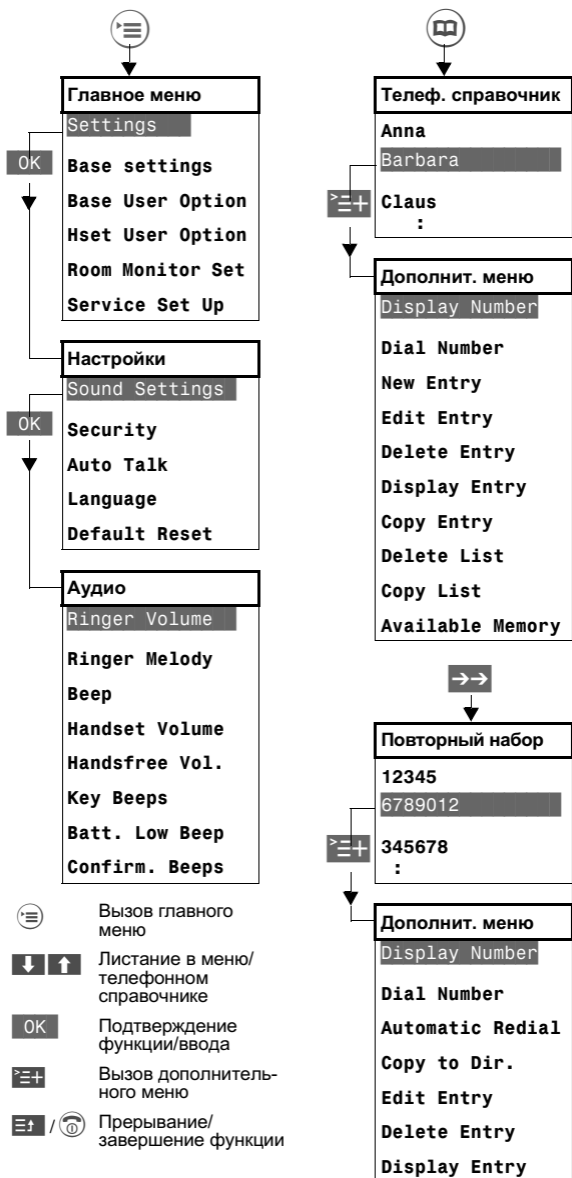 Главное меню
Settings
OK
Base settings
Base User Option
Hset User Option
Room Monitor Set
Service Set Up
Настройки
Sound Settings
OK
Security
Auto Talk
Language
Default Reset
Аудио
Ringer Volume
Ringer Melody
Beep
Handset Volume
Handsfree Vol.
Key Beeps
Batt. Low Beep
Confirm. Beeps
Вызов главного
меню
Листание в меню/
телефонном
справочнике
OK
Подтверждение
функции/ввода
Вызов дополнитель-
ного меню
/
Прерывание/
завершение функции
Телеф. справочник
Anna
Barbara
Claus
:
Дополнит. меню
Display Number
Dial Number
New Entry
Edit Entry
Delete Entry
Display Entry
Copy Entry
Delete List
Copy List
Available Memory
Повторный набор
12345
6789012
345678
:
Дополнит. меню
Display Number
Dial Number
Automatic Redial
Copy to Dir.
Edit Entry
Delete Entry
Display Entry